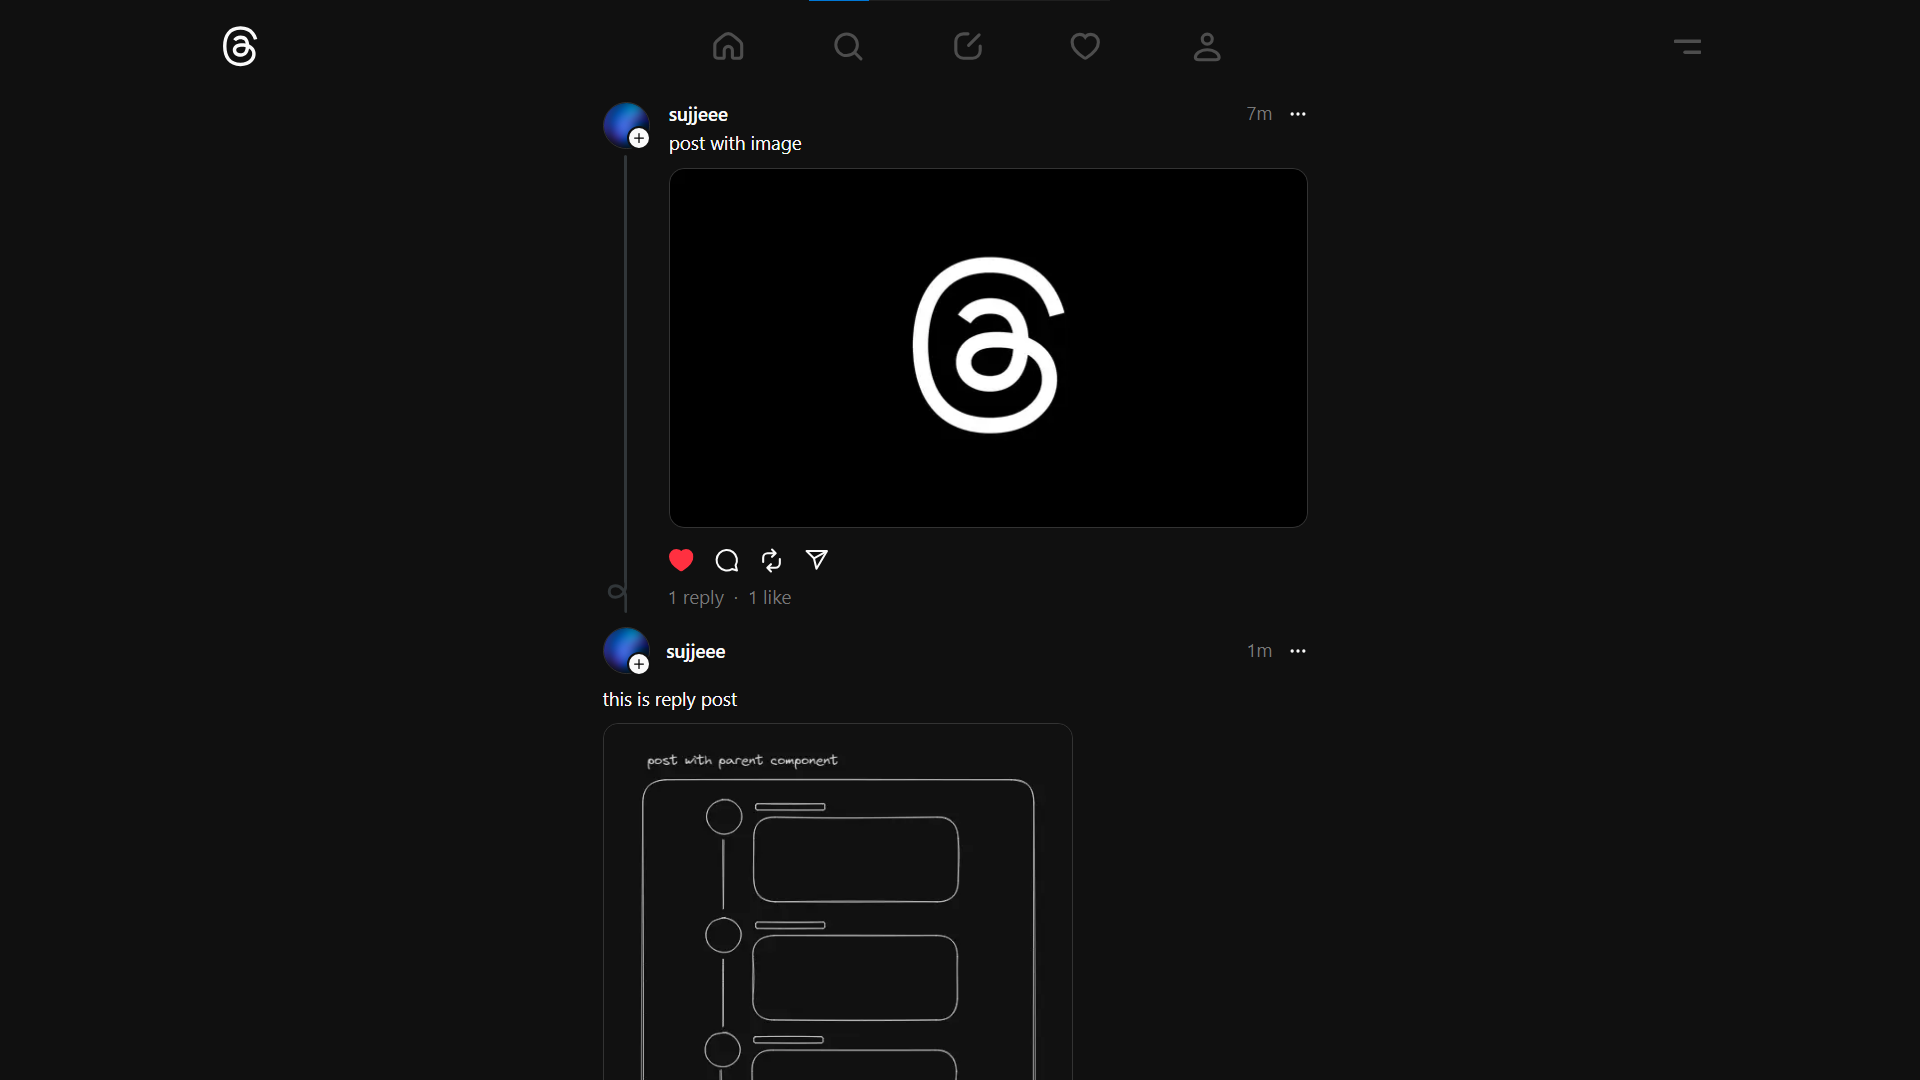 sujjeee
7m
post with image
1 reply · 1 like
sujjeee
1m
this is reply post
post with parent component